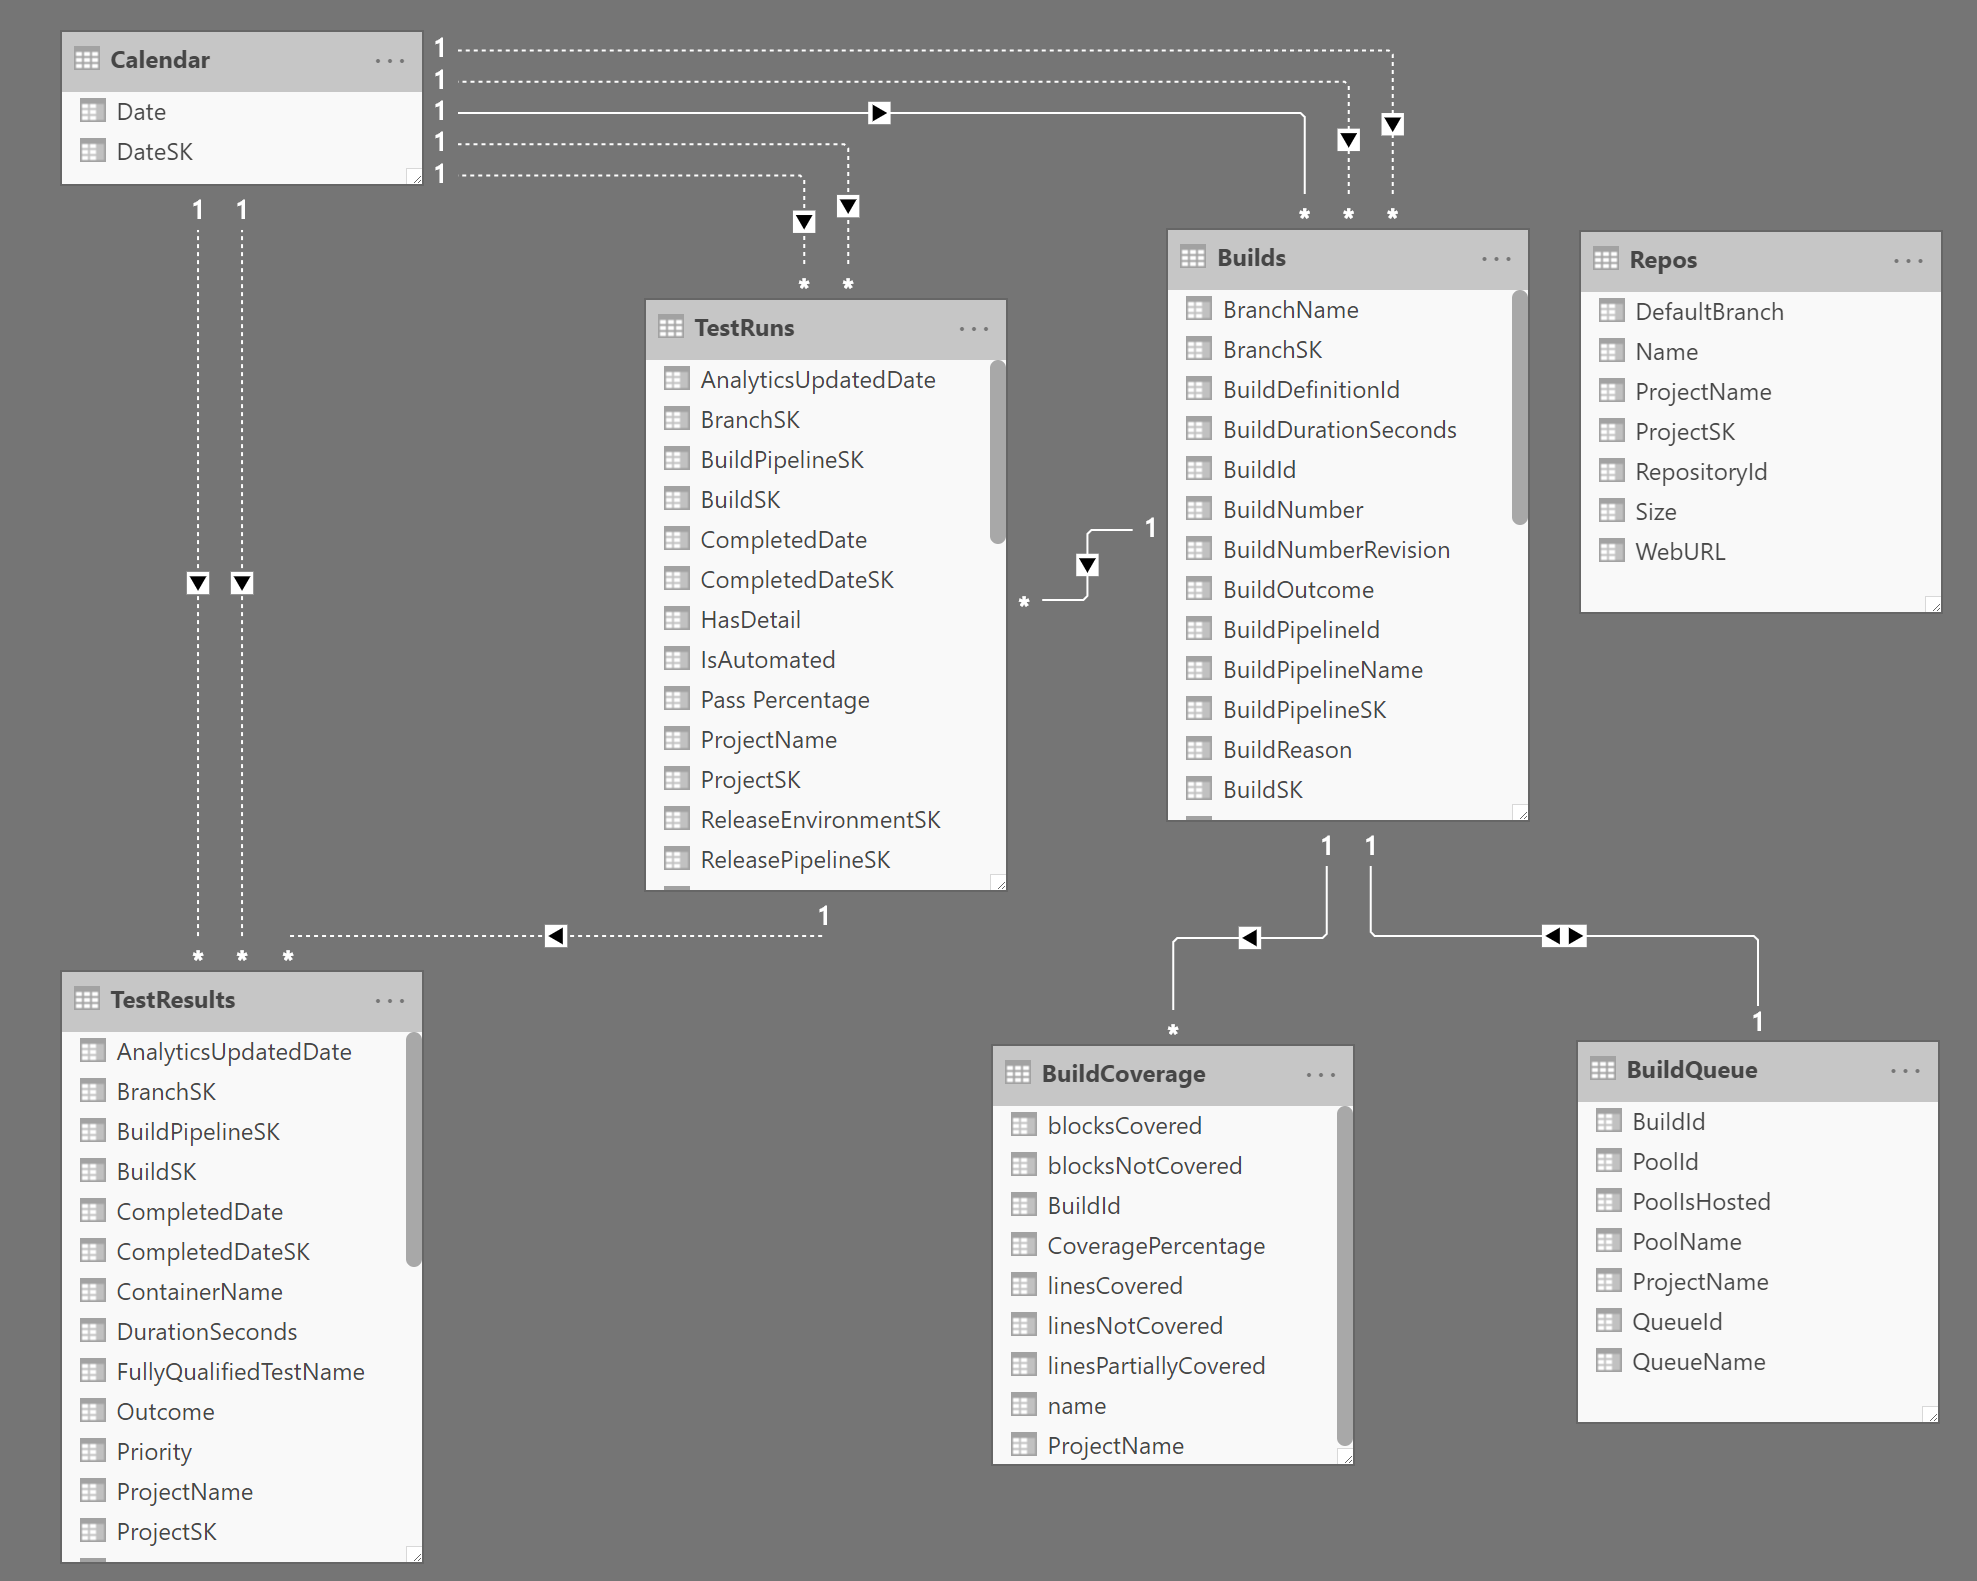 Calendar ...
Date
DateSK
1
1
1
1
1
1 1
* *
* * *
TestRuns ...
AnalyticsUpdatedDate
BranchSK
BuildPipelineSK
BuildSK
CompletedDate
CompletedDateSK
HasDetail
IsAutomated
Pass Percentage
ProjectName
ProjectSK
ReleaseEnvironmentSK
ReleasePipelineSK
1
*
1
Builds ...
BranchName
BranchSK
BuildDefinitionId
BuildDurationSeconds
BuildId
BuildNumber
BuildNumberRevision
BuildOutcome
BuildPipelineId
BuildPipelineName
BuildPipelineSK
BuildReason
BuildSK
1 1
Repos ...
DefaultBranch
Name
ProjectName
ProjectSK
RepositoryId
Size
WebURL
* * *
TestResults ...
AnalyticsUpdatedDate
BranchSK
BuildPipelineSK
BuildSK
CompletedDate
CompletedDateSK
ContainerName
DurationSeconds
FullyQualifiedTestName
Outcome
Priority
ProjectName
ProjectSK
*
BuildCoverage ...
blocksCovered
blocksNotCovered
BuildId
CoveragePercentage
linesCovered
linesNotCovered
linesPartiallyCovered
name
ProjectName
1
BuildQueue ...
BuildId
PoolId
PoolIsHosted
PoolName
ProjectName
QueueId
QueueName